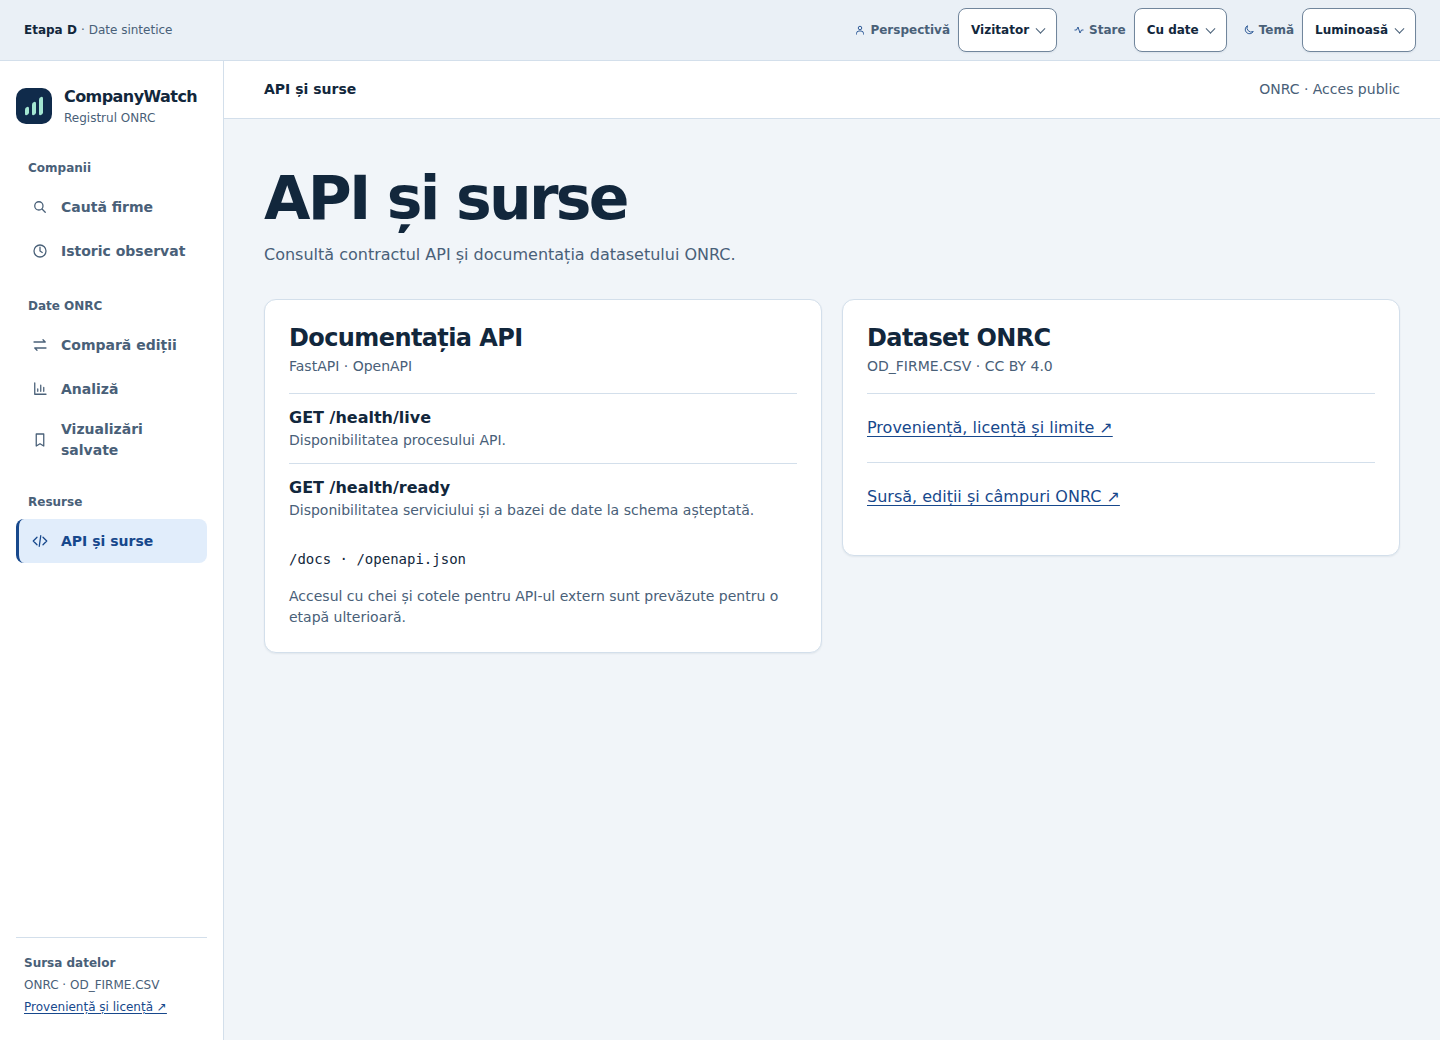 Etapa D · Date sintetice
Perspectivă
Vizitator
Stare
Cu date
Temă
Luminoasă
CompanyWatch
Registrul ONRC
Companii
Caută firme
Istoric observat
Date ONRC
Compară ediții
Analiză
Vizualizări
salvate
Resurse
API și surse
Sursa datelor
ONRC · OD_FIRME.CSV
Proveniență și licență ↗
API și surse
ONRC · Acces public
API și surse
Consultă contractul API și documentația datasetului ONRC.
Documentația API
FastAPI · OpenAPI
GET /health/live
Disponibilitatea procesului API.
GET /health/ready
Disponibilitatea serviciului și a bazei de date la schema așteptată.
/docs · /openapi.json
Accesul cu chei și cotele pentru API-ul extern sunt prevăzute pentru o
etapă ulterioară.
Dataset ONRC
OD_FIRME.CSV · CC BY 4.0
Proveniență, licență și limite ↗
Sursă, ediții și câmpuri ONRC ↗